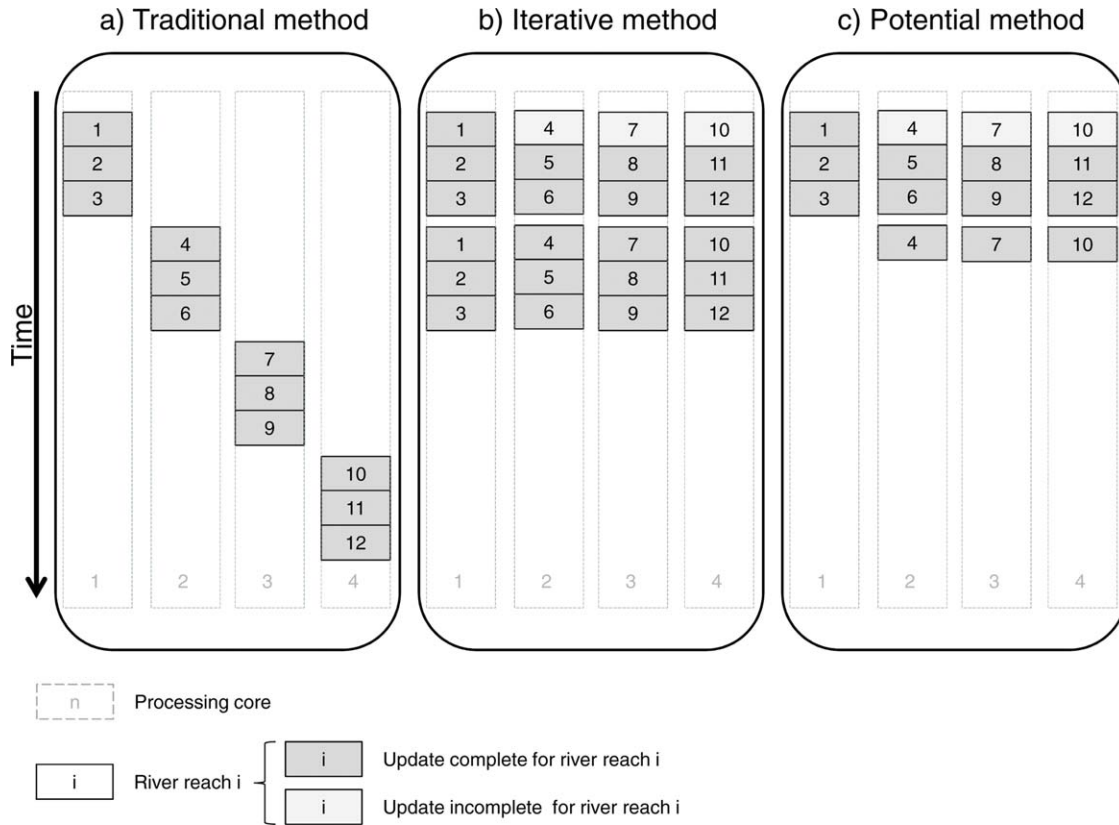 a) Traditional method b) Iterative method c) Potential method
Time
1 1 4 7 10 1 4 7 10
2 2 5 8 11 2 5 8 11
3 3 6 9 12 3 6 9 12
4 1 4 7 10 4 7 10
5 2 5 8 11
6 3 6 9 12
7
8
9
10
11
12
1 2 3 4 1 2 3 4 1 2 3 4
n Processing core
i River reach i
i Update complete for river reach i
i Update incomplete for river reach i